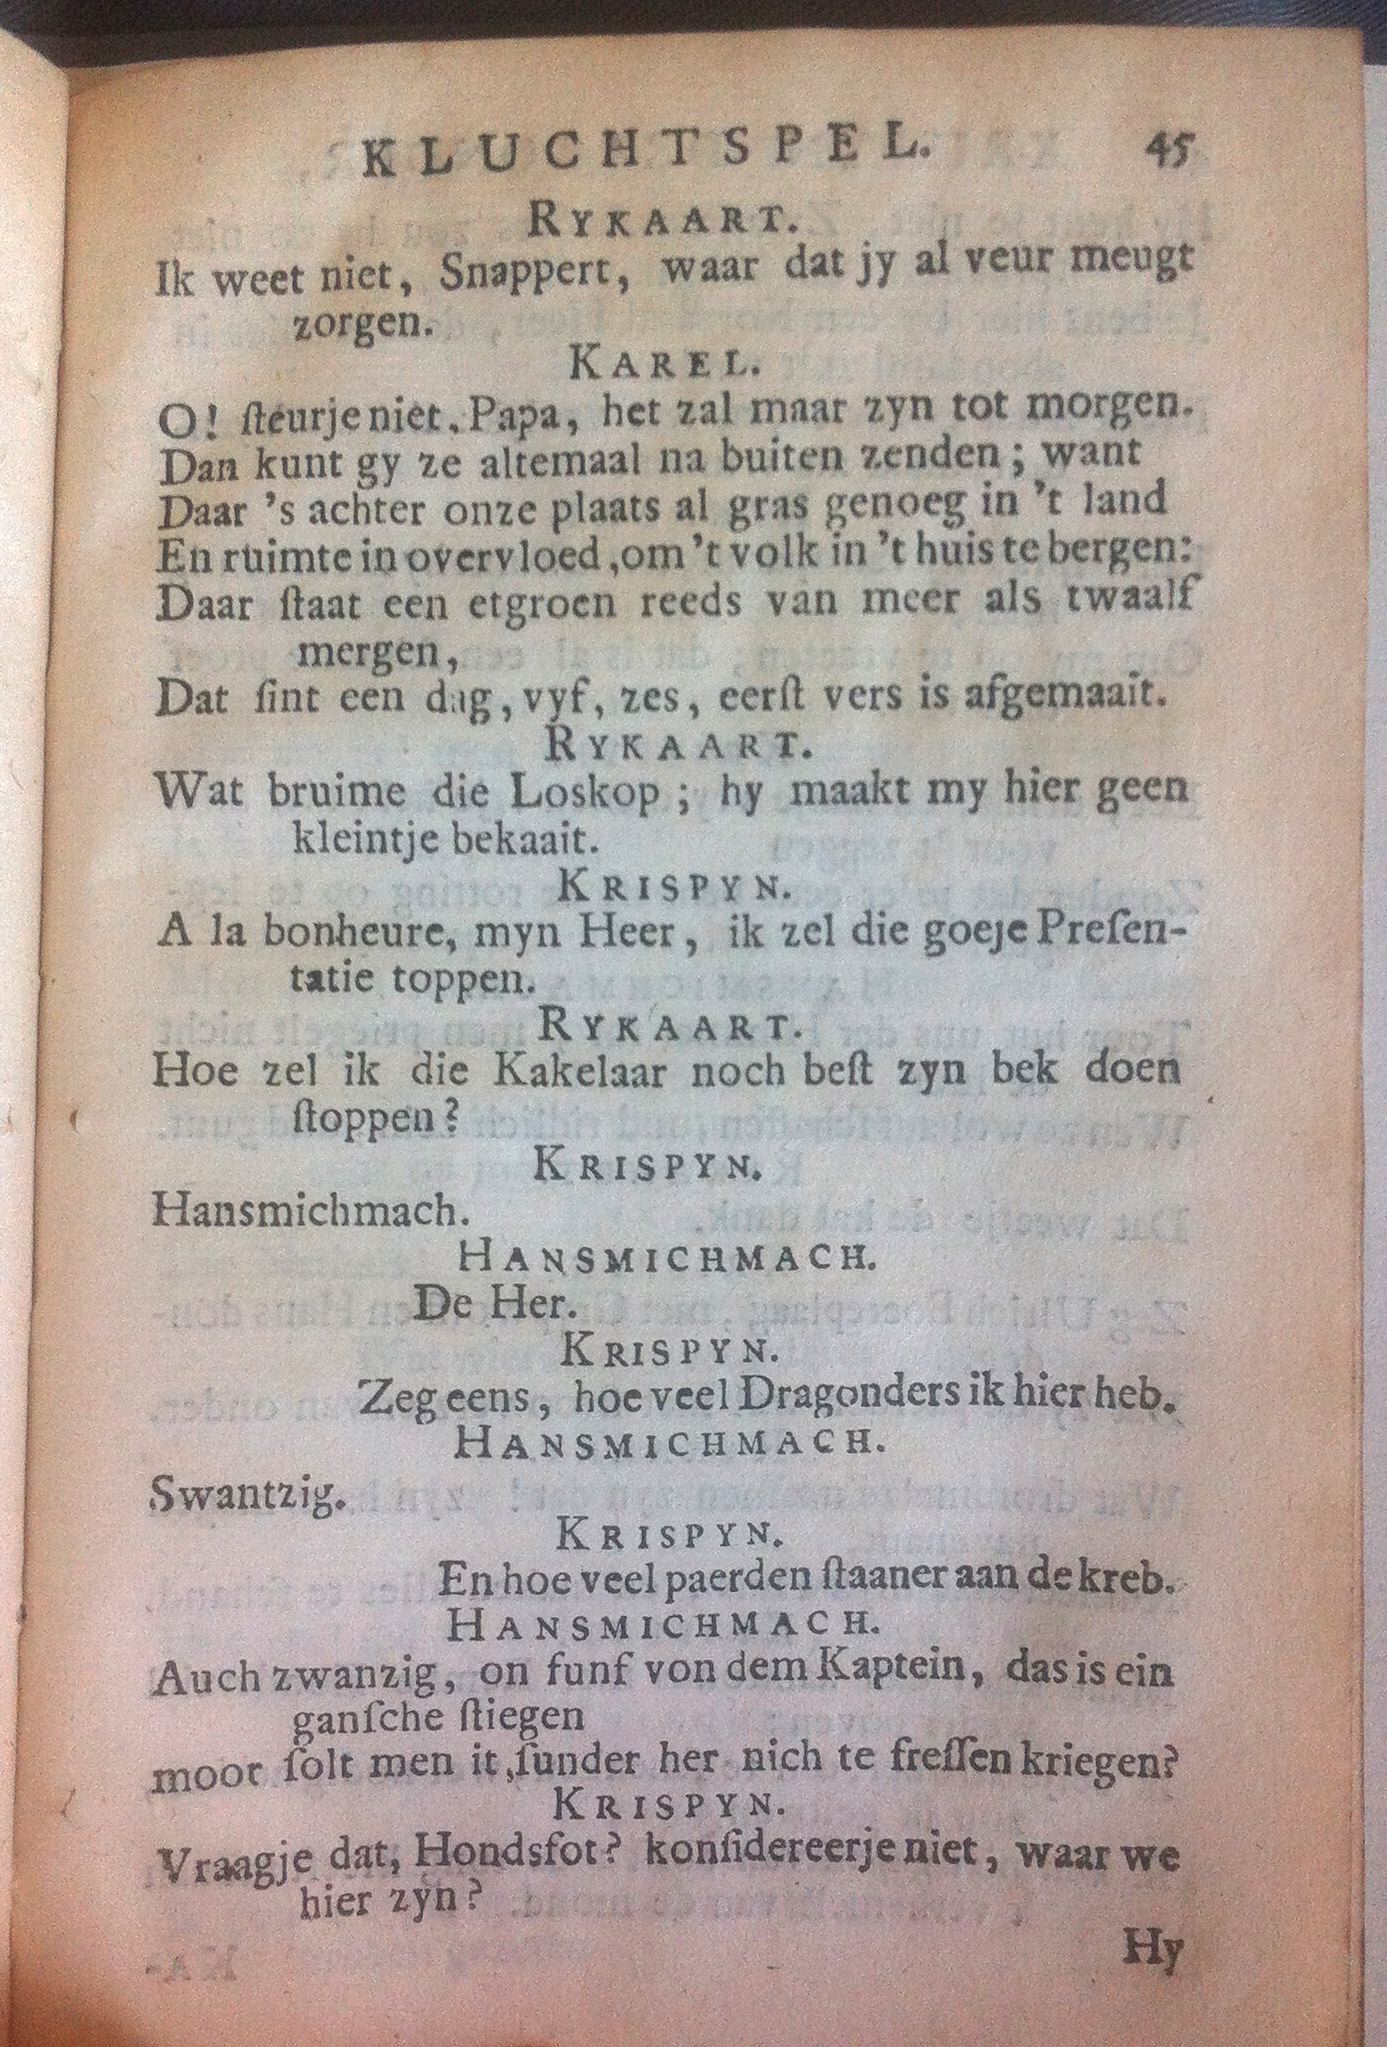 KLUCHTSPEL. 45
RYKAART.
Ik weet niet, Snappert, waar dat jy al veur meugt
zorgen.
KAREL.
O! ſteurje niet, Papa, het zal maar zyn tot morgen.
Dan kunt gy ze altemaal na buiten zenden; want
Daar 's achter onze plaats al gras genoeg in 't land
En ruimte in overvloed, om 't volk in 't huis te bergen:
Daar ſtaat een etgroen reeds van meer als twaalf
mergen,
Dat ſint een dag, vyf, zes, eerſt vers is afgemaait.
RYKAART.
Wat bruime die Loskop; hy maakt my hier geen
kleintje bekaait.
KRISPYN.
A la bonheure, myn Heer, ik zel die goeje Preſen-
tatie toppen.
RYKAART.
Hoe zel ik die Kakelaar noch beſt zyn bek doen
ſtoppen?
KRISPYN.
Hansmichmach.
HANSMICHMACH.
De Her.
KRISPYN.
Zeg eens, hoe veel Dragonders ik hier heb.
HANSMICHMACH.
Swantzig.
KRISPYN.
En hoe veel paerden ſtaaner aan de kreb.
HANSMICHMACH.
Auch zwanzig, on funf von dem Kaptein, das is ein
ganſche ſtiegen
moor ſolt men it ſunder her nich te freſſen kriegen?
KRISPYN.
Vraagje dat, Hondsfot? konſidereerje niet, waar we
hier zyn?
Hy